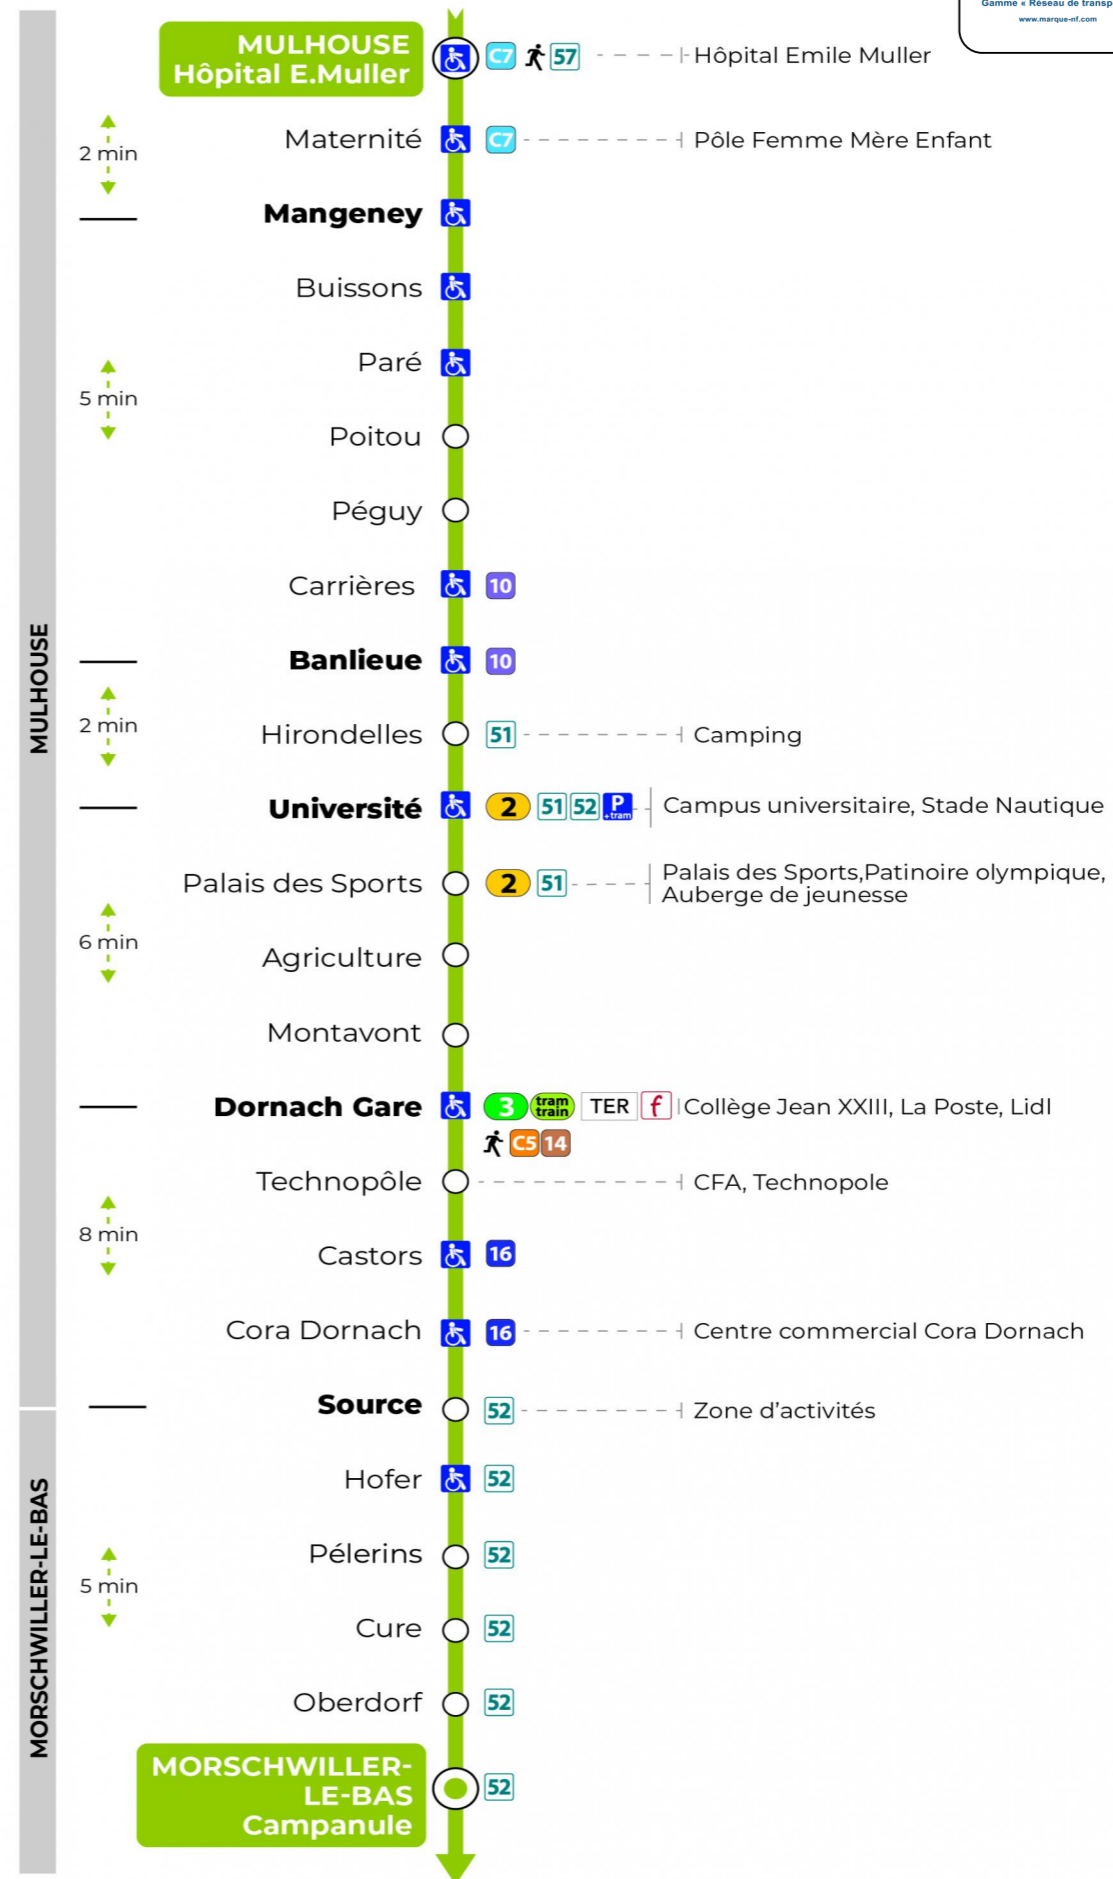 Gamme « Réseau de transp
www.marque-nf.com
MULHOUSE
Hôpital E.Muller
C7 57 Hôpital Emile Muller
2 min
Maternité C7 Pôle Femme Mère Enfant
Mangeney
Buissons
Paré
5 min
Poitou
Péguy
Carrières 10
MULHOUSE
Banlieue 10
2 min
Hirondelles 51 Camping
Université 2 51 52 P +tram Campus universitaire, Stade Nautique
Palais des Sports 2 51 Palais des Sports,Patinoire olympique,
Auberge de jeunesse
6 min
Agriculture
Montavont
Dornach Gare 3 tram train TER f Collège Jean XXIII, La Poste, Lidl
C5 14
Technopôle CFA, Technopole
8 min
Castors 16
Cora Dornach 16 Centre commercial Cora Dornach
Source 52 Zone d’activités
MORSCHWILLER-LE-BAS
Hofer 52
Pélerins 52
5 min
Cure 52
Oberdorf 52
MORSCHWILLER-
LE-BAS
Campanule
52